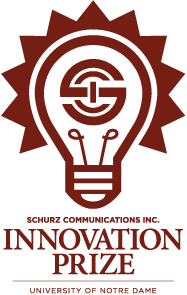 SCHURZ COMMUNICATIONS INC.
INNOVATION
PRIZE
UNIVERSITY OF NOTRE DAME